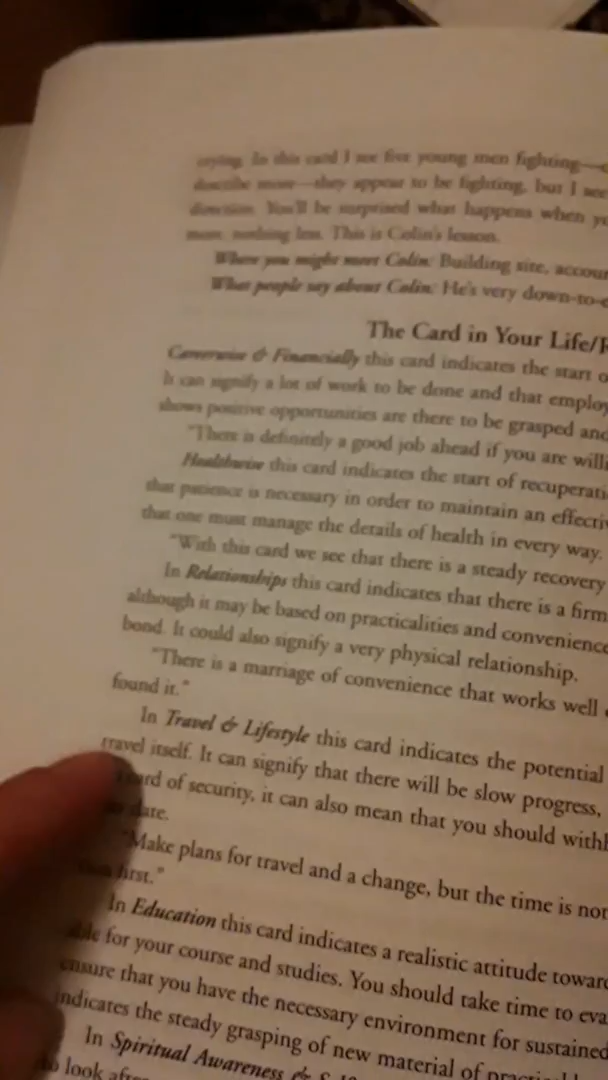 crying. In this card I see five young men fighting—
describe more—they appear to be fighting, but I see
direction. You'll be surprised what happens when
more, nothing less. This is Colin's lesson.
Where you might meet Colin: Building site,
What people say about Colin: He's very down-to-
The Card in Your Life/
Careerwise & Financially this card indicates the start
It can signify a lot of work to be done and that
shows positive opportunities are there to be grasped and
"There is definitely a good job ahead if you are
Healthwise this card indicates the start of
that patience is necessary in order to maintain an
that one must manage the details of health in every way.
"With this card we see that there is a steady recovery
In Relationships this card indicates that there is a firm
although it may be based on practicalities and convenience
bond. It could also signify a very physical relationship.
"There is a marriage of convenience that works well
found it."
In Travel & Lifestyle this card indicates the potential
travel itself. It can signify that there will be slow progress,
card of security, it can also mean that you should
date.
"Make plans for travel and a change, but the time is not
first."
In Education this card indicates a realistic attitude
for your course and studies. You should take time to
ensure that you have the necessary environment for sustained
indicates the steady grasping of new material of
In Spiritual Awareness &
look after